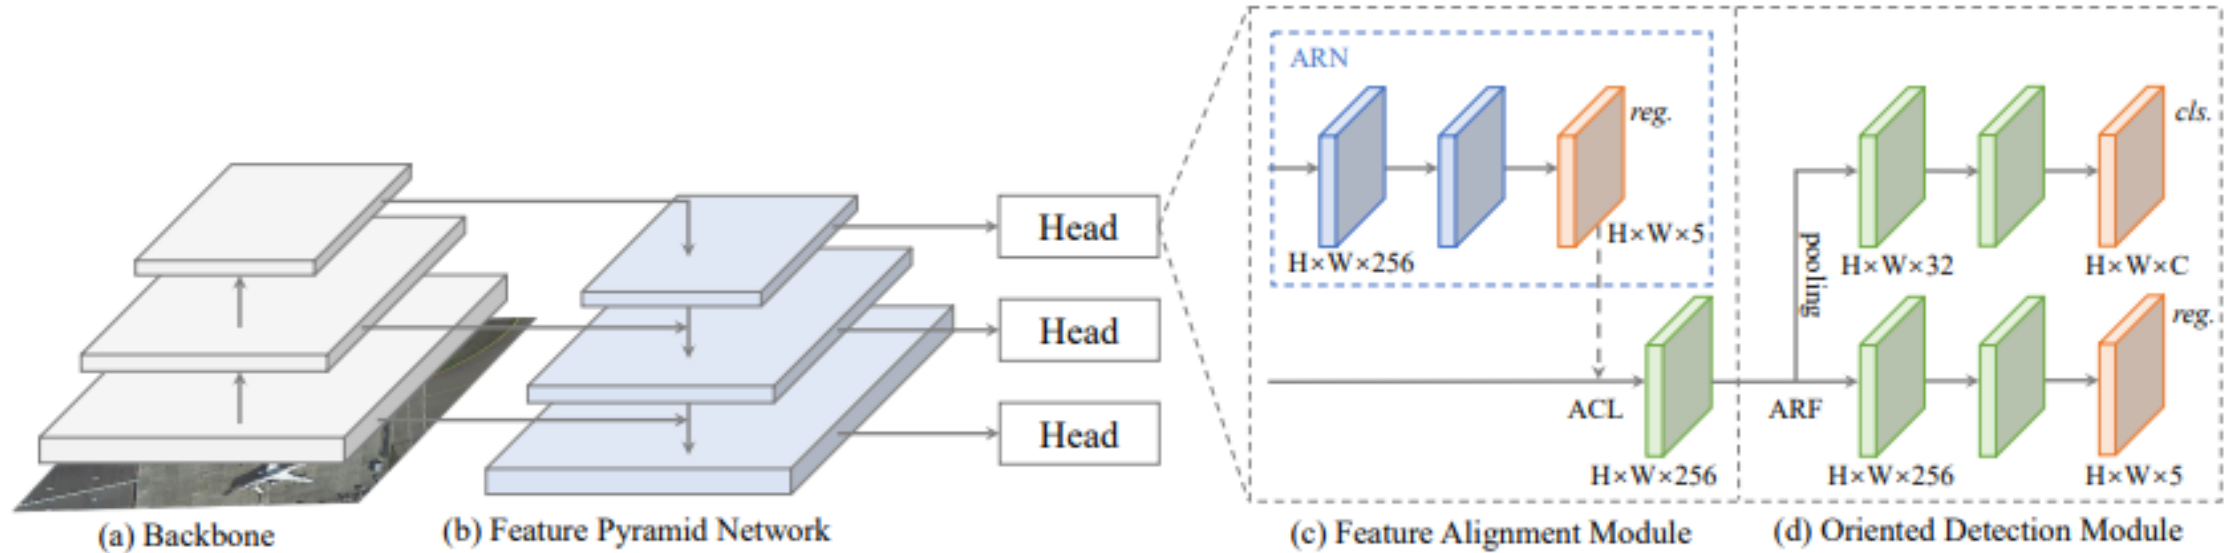 ARN
reg.
H×W×5
H×W×256
ACL
H×W×256
Head
Head
Head
cls.
H×W×32
H×W×C
pooling
reg.
ARF
H×W×256
H×W×5
(a) Backbone
(b) Feature Pyramid Network
(c) Feature Alignment Module
(d) Oriented Detection Module